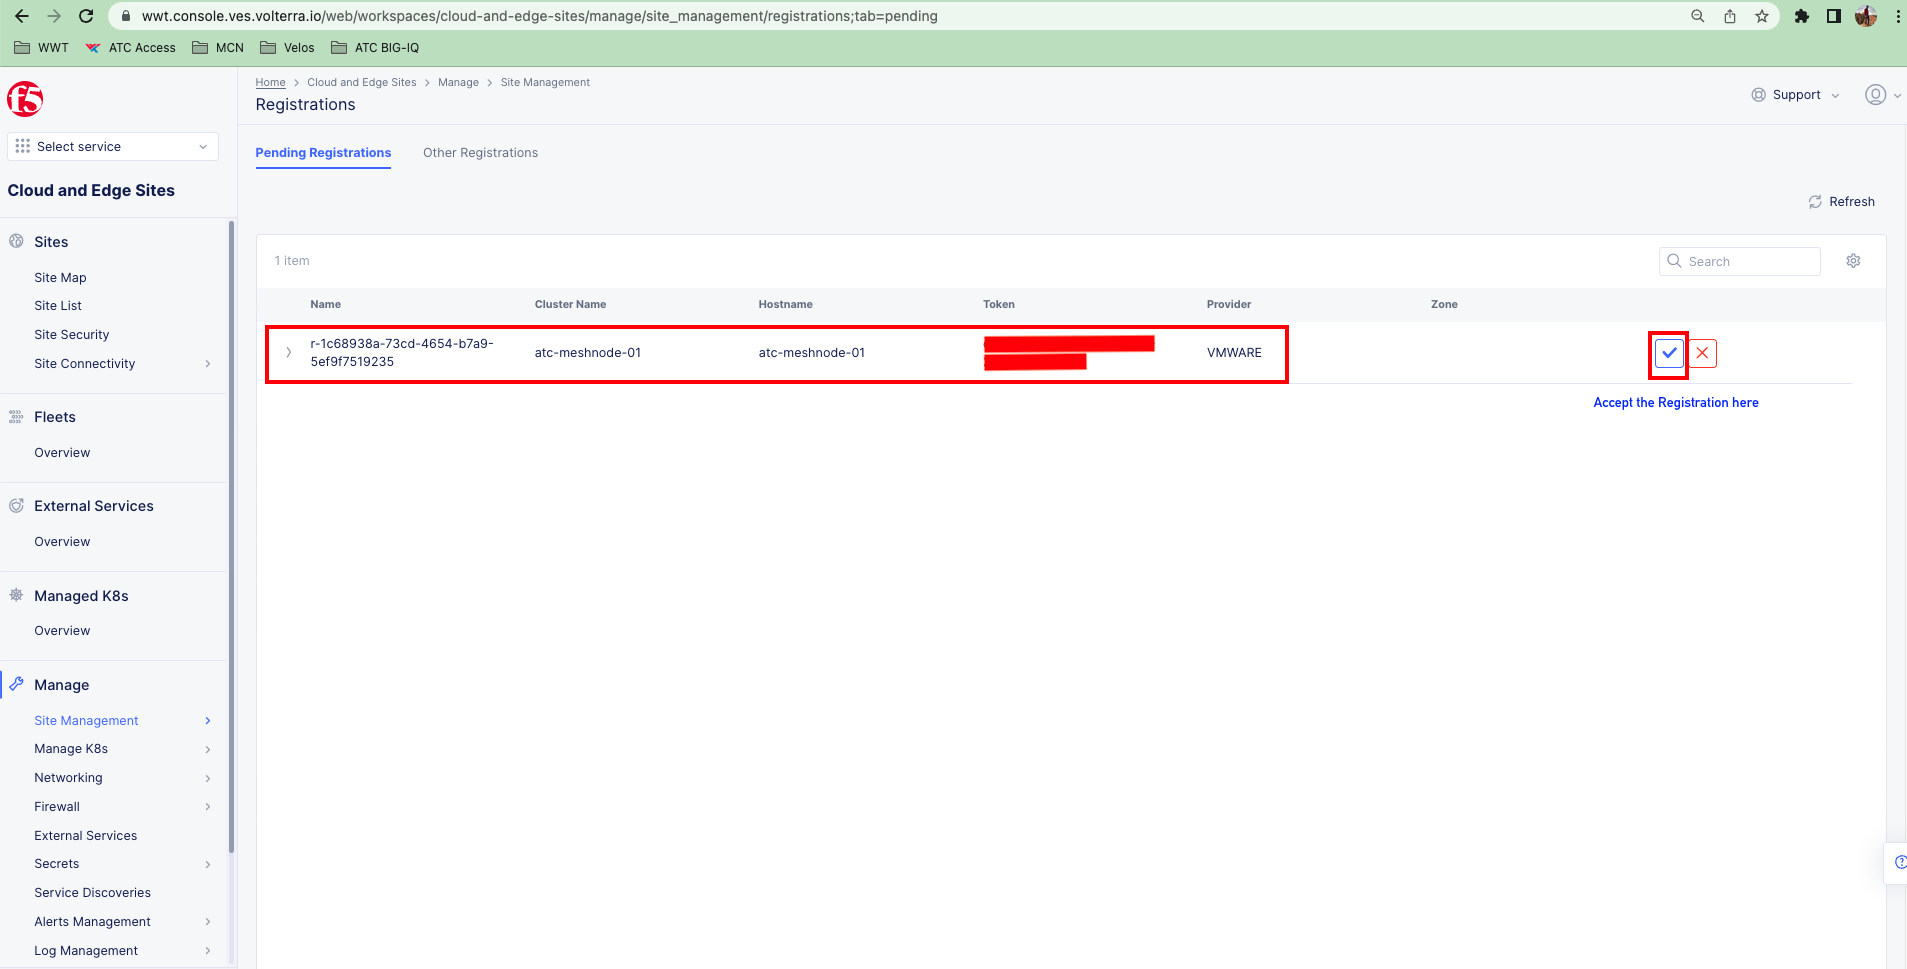 wwt.console.ves.volterra.io/web/workspaces/cloud-and-edge-sites/manage/site_management/registrations;tab=pending
WWT ATC Access MCN Velos ATC BIG-IQ
f5
Home > Cloud and Edge Sites > Manage > Site Management
Registrations
Support
Select service
Pending Registrations Other Registrations
Cloud and Edge Sites
Refresh
Sites
Site Map
Site List
Site Security
Site Connectivity
Fleets
Overview
External Services
Overview
Managed K8s
Overview
Manage
Site Management
Manage K8s
Networking
Firewall
External Services
Secrets
Service Discoveries
Alerts Management
Log Management
1 item
Search
Name Cluster Name Hostname Token Provider Zone
r-1c68938a-73cd-4654-b7a9-
5ef9f7519235
atc-meshnode-01 atc-meshnode-01 VMWARE
Accept the Registration here